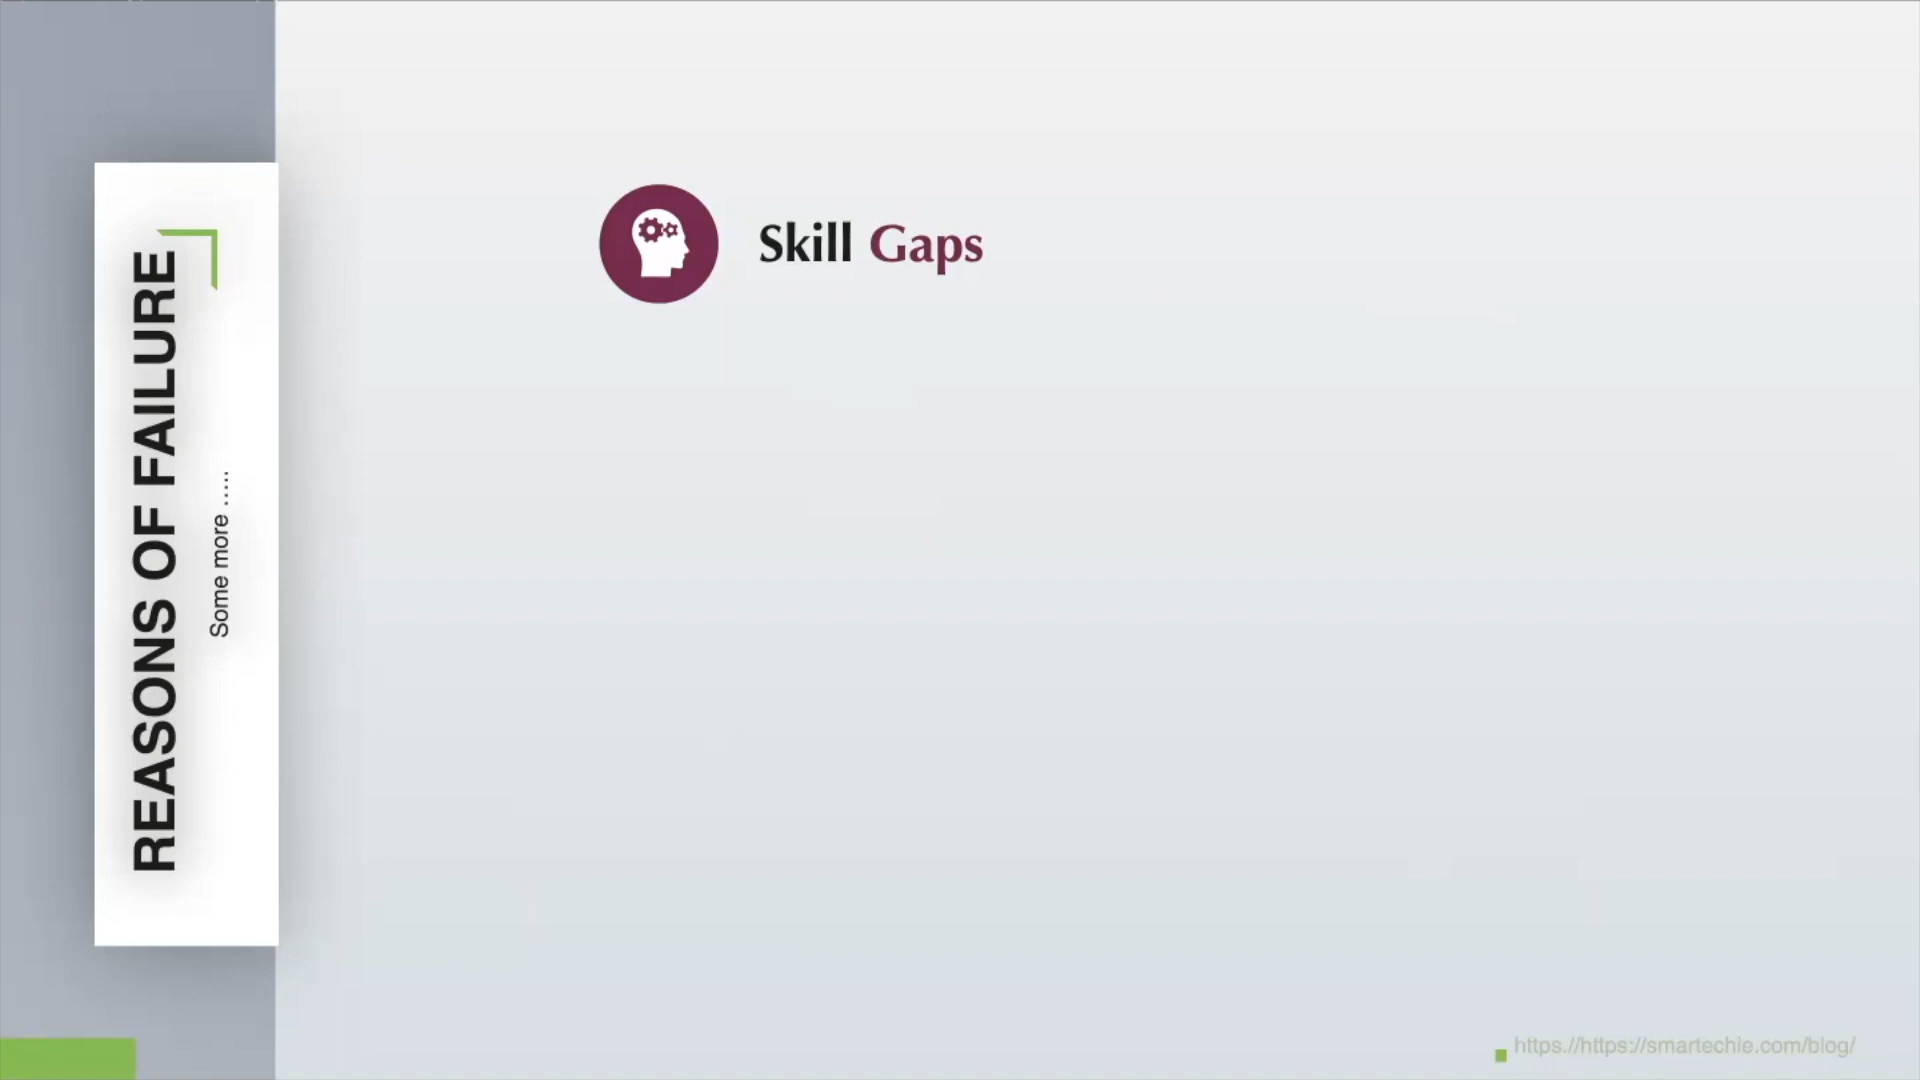 REASONS OF FAILURE
Some more .....
Skill Gaps
https.//https://smartechie.com/blog/